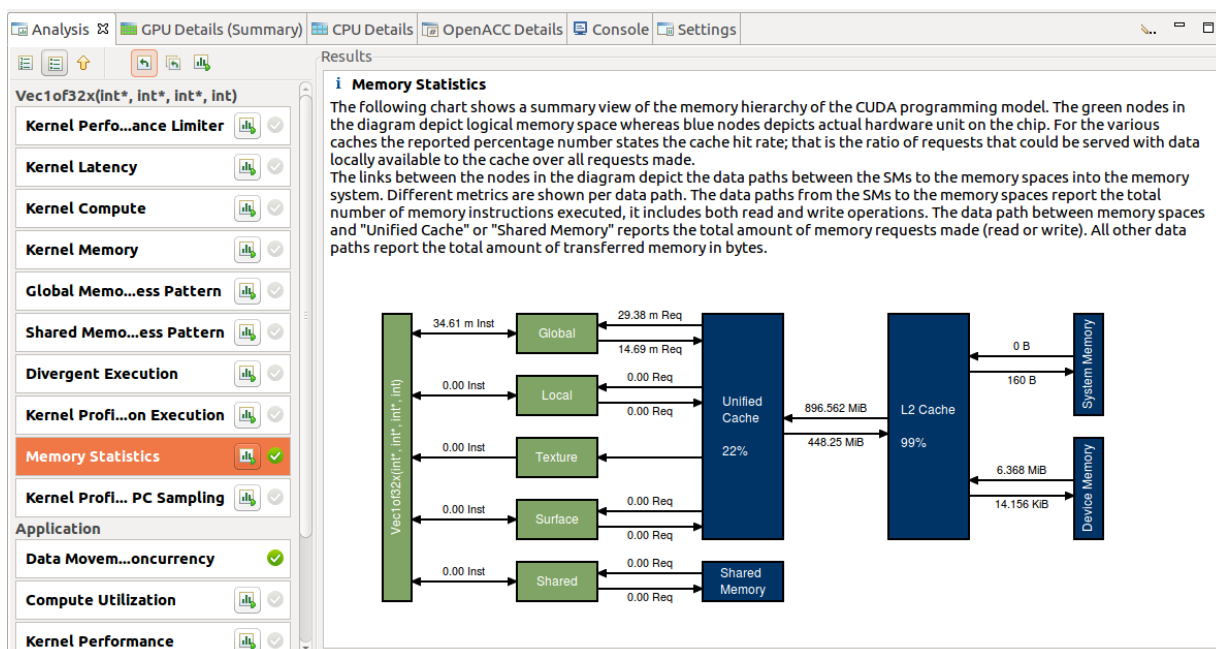 Analysis
GPU Details (Summary)
CPU Details
OpenACC Details
Console
Settings
Results
Vec1of32x(int*, int*, int*, int)
Kernel Perfo...ance Limiter
Kernel Latency
Kernel Compute
Kernel Memory
Global Memo...ess Pattern
Shared Memo...ess Pattern
Divergent Execution
Kernel Profi...on Execution
Memory Statistics
Kernel Profi... PC Sampling
Application
Data Movem...oncurrency
Compute Utilization
Kernel Performance
i Memory Statistics
The following chart shows a summary view of the memory hierarchy of the CUDA programming model. The green nodes in
the diagram depict logical memory space whereas blue nodes depicts actual hardware unit on the chip. For the various
caches the reported percentage number states the cache hit rate; that is the ratio of requests that could be served with data
locally available to the cache over all requests made.
The links between the nodes in the diagram depict the data paths between the SMs to the memory spaces into the memory
system. Different metrics are shown per data path. The data paths from the SMs to the memory spaces report the total
number of memory instructions executed, it includes both read and write operations. The data path between memory spaces
and "Unified Cache" or "Shared Memory" reports the total amount of memory requests made (read or write). All other data
paths report the total amount of transferred memory in bytes.
Vec1of32x(int*, int*, int*, int)
34.61 m Inst
Global
29.38 m Req
14.69 m Req
0.00 Inst
Local
0.00 Req
0.00 Req
0.00 Inst
Texture
0.00 Inst
Surface
0.00 Req
0.00 Req
0.00 Inst
Shared
0.00 Req
0.00 Req
Unified
Cache
22%
Shared
Memory
896.562 MiB
448.25 MiB
L2 Cache
99%
0 B
160 B
System Memory
6.368 MiB
14.156 KiB
Device Memory